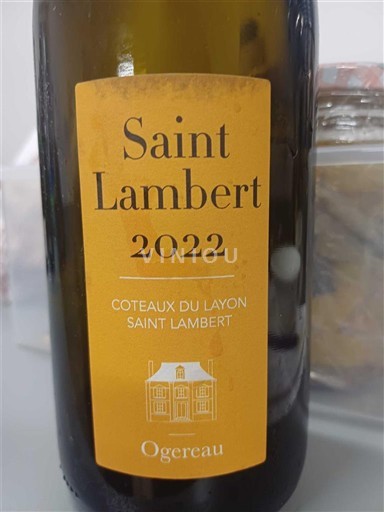 Saint
Lambert
2022
VINIOU
COTEAUX DU LAYON
SAINT LAMBERT
Ogereau